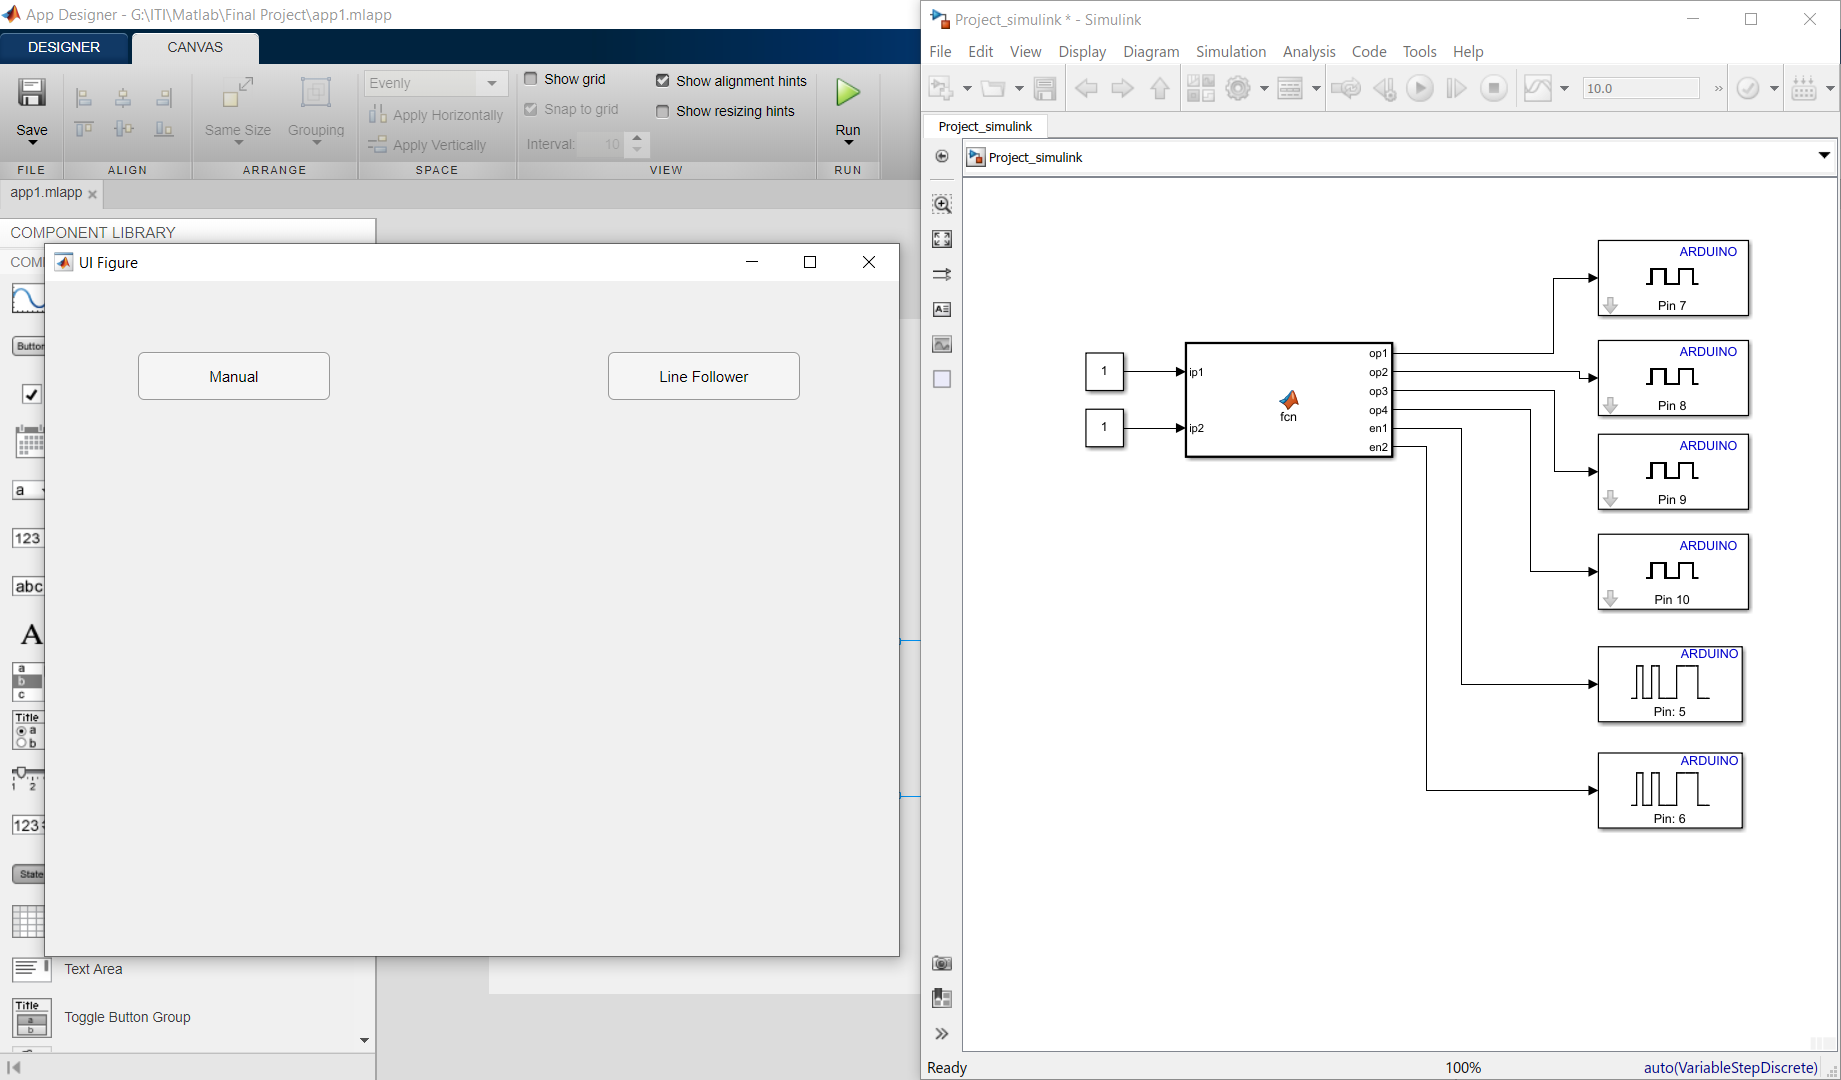 App Designer - G:\ITI\Matlab\Final Project\app1.mlapp
DESIGNER
CANVAS
Save
Same Size
Grouping
Evenly
Apply Horizontally
Apply Vertically
Show grid
Snap to grid
Interval: 10
Show alignment hints
Show resizing hints
Run
FILE
ALIGN
ARRANGE
SPACE
VIEW
RUN
app1.mlapp
COMPONENT LIBRARY
UI Figure
Manual
Line Follower
Button
a
123
abc
A
a
b
c
Title
a
b
1 2
123
State
Text Area
Title
a
b
Toggle Button Group
Project_simulink * - Simulink
File Edit View Display Diagram Simulation Analysis Code Tools Help
10.0
Project_simulink
Project_simulink
1
1
ip1
ip2
fcn
op1
op2
op3
op4
en1
en2
ARDUINO
Pin 7
ARDUINO
Pin 8
ARDUINO
Pin 9
ARDUINO
Pin 10
ARDUINO
Pin: 5
ARDUINO
Pin: 6
Ready
100%
auto(VariableStepDiscrete)